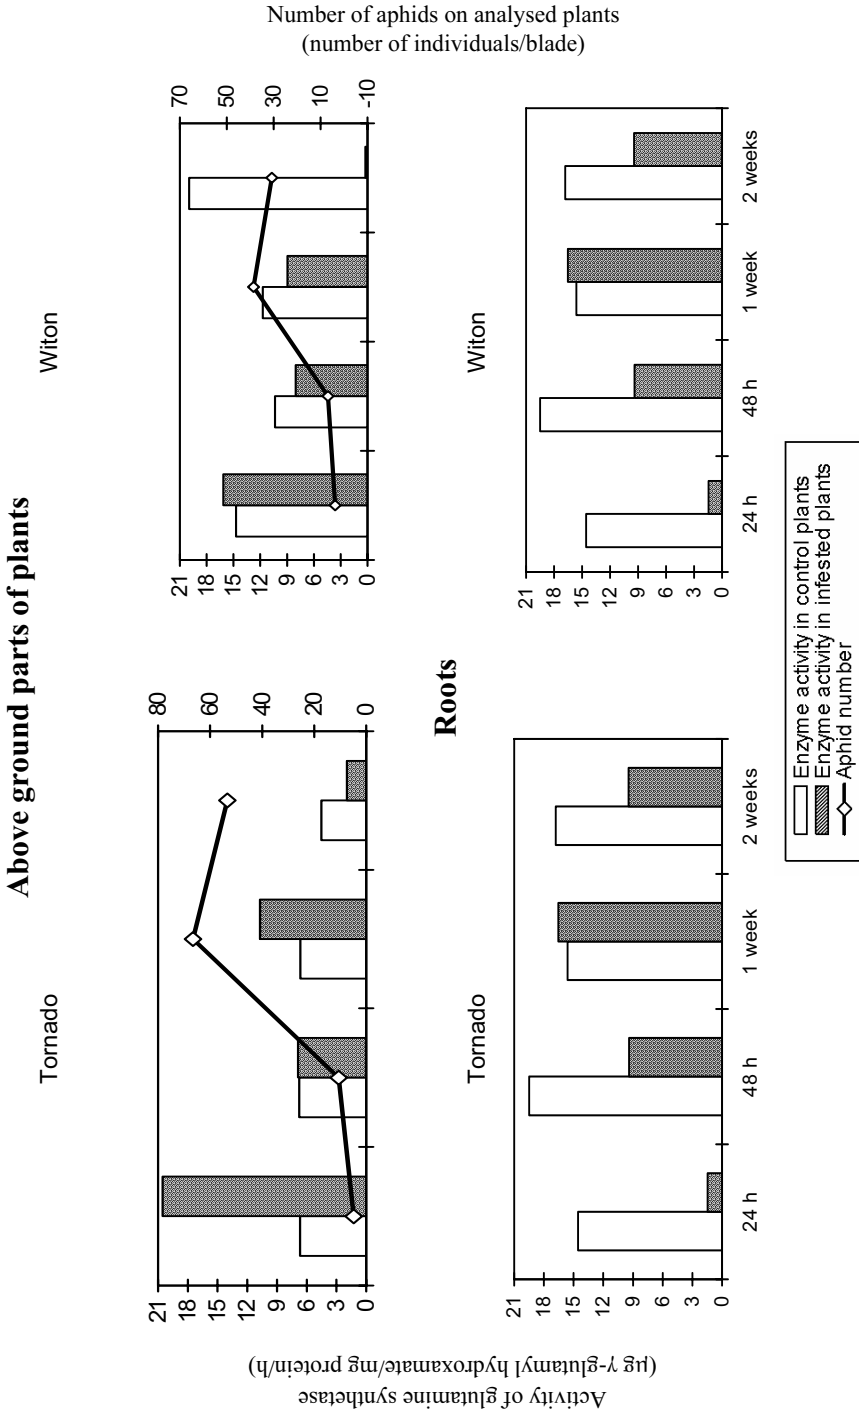 Number of aphids on analysed plants
(number of individuals/blade)
Above ground parts of plants
Tornado
Witon
21
18
15
12
9
6
3
0
80
60
40
20
0
21
18
15
12
9
6
3
0
70
50
30
10
-10
Roots
Tornado
Witon
21
18
15
12
9
6
3
0
24 h
48 h
1 week
2 weeks
21
18
15
12
9
6
3
0
24 h
48 h
1 week
2 weeks
Activity of glutamine synthetase
(µg γ-glutamyl hydroxamate/mg protein/h)
Enzyme activity in control plants
Enzyme activity in infested plants
Aphid number